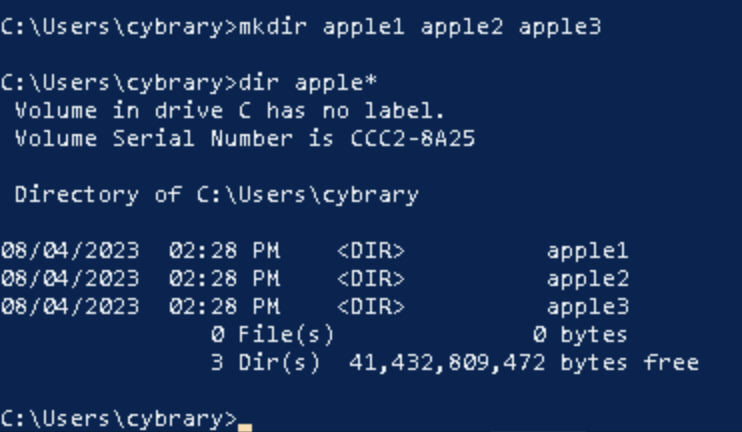 C:\Users\cybrary>mkdir apple1 apple2 apple3
C:\Users\cybrary>dir apple*
Volume in drive C has no label.
Volume Serial Number is CCC2-8A25
Directory of C:\Users\cybrary
08/04/2023  02:28 PM    <DIR>          apple1
08/04/2023  02:28 PM    <DIR>          apple2
08/04/2023  02:28 PM    <DIR>          apple3
0 File(s)              0 bytes
3 Dir(s)  41,432,809,472 bytes free
C:\Users\cybrary>